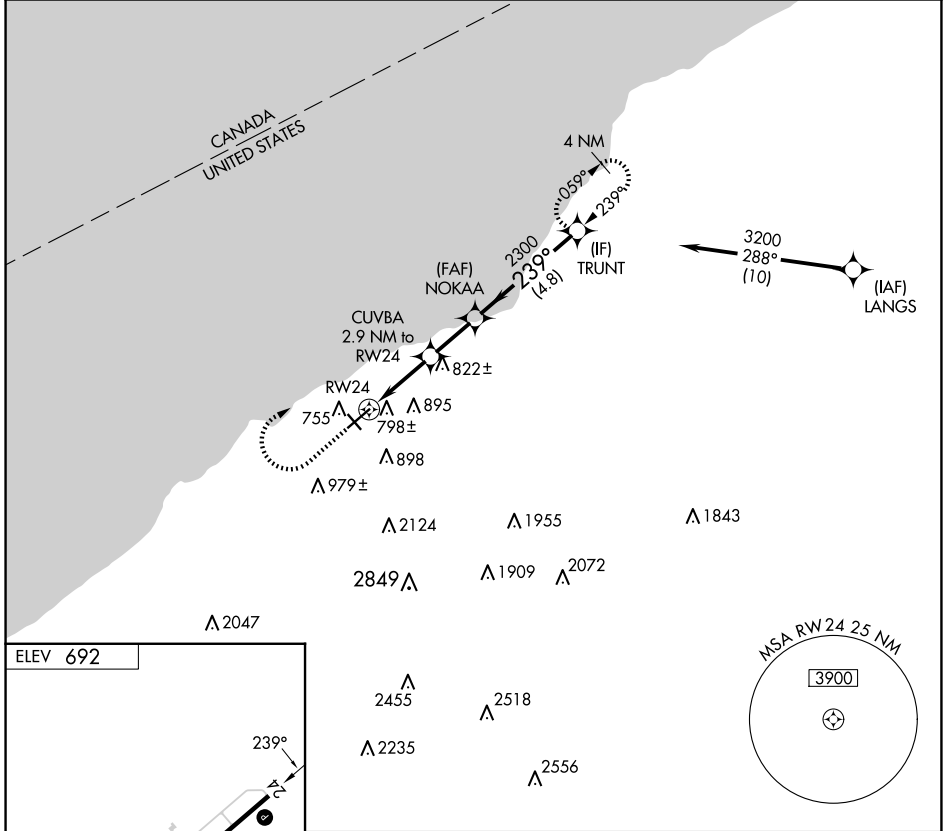 CANADA
UNITED STATES
4 NM
059°
239°
(IF)
TRUNT
2300
239°
(4.8)
3200
288°
(10)
(IAF)
LANGS
(FAF)
NOKAA
CUVBA
2.9 NM to
RW24
822±
RW24
755
798±
895
898
979±
2124
1955
1843
2849
1909
2072
2047
ELEV 692
MSA RW24 25 NM
3900
2455
2518
2235
2556
239°
24
P